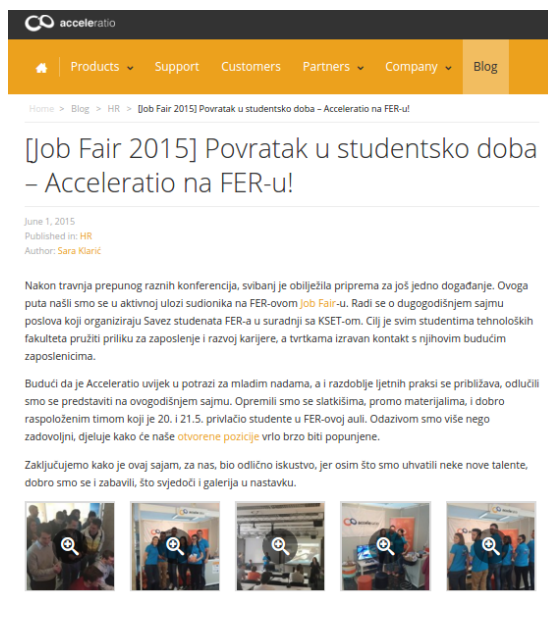 acceleratio
Products
Support
Customers
Partners
Company
Blog
Home > Blog > HR > [Job Fair 2015] Povratak u studentsko doba – Acceleratio na FER-u!
[Job Fair 2015] Povratak u studentsko doba
– Acceleratio na FER-u!
June 1, 2015
Published in: HR
Author: Sara Klarić
Nakon travnja prepunog raznih konferencija, svibanj je obilježila priprema za još jedno događanje. Ovoga
puta našli smo se u aktivnoj ulozi sudionika na FER-ovom Job Fair-u. Radi se o dugogodišnjem sajmu
poslova koji organiziraju Savez studenata FER-a u suradnji sa KSET-om. Cilj je svim studentima tehnoloških
fakulteta pružiti priliku za zaposlenje i razvoj karijere, a tvrtkama izravan kontakt s njihovim budućim
zaposlenicima.
Budući da je Acceleratio uvijek u potrazi za mladim nadama, a i razdoblje ljetnih praksi se približava, odlučili
smo se predstaviti na ovogodišnjem sajmu. Opremili smo se slatkišima, promo materijalima, i dobro
raspoloženim timom koji je 20. i 21.5. privlačio studente u FER-ovoj auli. Odazivom smo više nego
zadovoljni, djeluje kako će naše otvorene pozicije vrlo brzo biti popunjene.
Zaključujemo kako je ovaj sajam, za nas, bio odlično iskustvo, jer osim što smo uhvatili neke nove talente,
dobro smo se i zabavili, što svjedoči i galerija u nastavku.